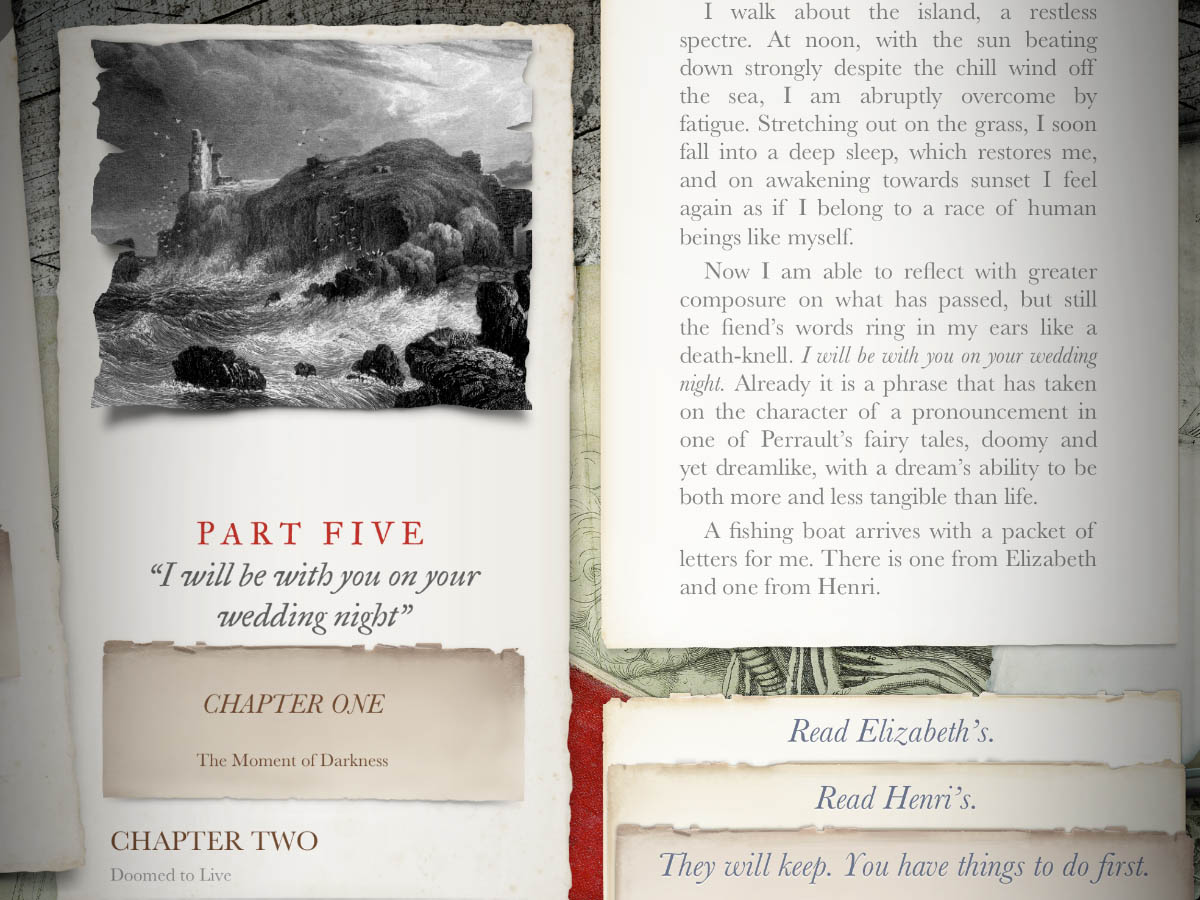 PART FIVE
“I will be with you on your
wedding night”
CHAPTER ONE
The Moment of Darkness
CHAPTER TWO
Doomed to Live
I walk about the island, a restless
spectre. At noon, with the sun beating
down strongly despite the chill wind off
the sea, I am abruptly overcome by
fatigue. Stretching out on the grass, I soon
fall into a deep sleep, which restores me,
and on awakening towards sunset I feel
again as if I belong to a race of human
beings like myself.
Now I am able to reflect with greater
composure on what has passed, but still
the fiend’s words ring in my ears like a
death-knell. I will be with you on your wedding
night. Already it is a phrase that has taken
on the character of a pronouncement in
one of Perrault’s fairy tales, doomy and
yet dreamlike, with a dream’s ability to be
both more and less tangible than life.
A fishing boat arrives with a packet of
letters for me. There is one from Elizabeth
and one from Henri.
Read Elizabeth’s.
Read Henri’s.
They will keep. You have things to do first.